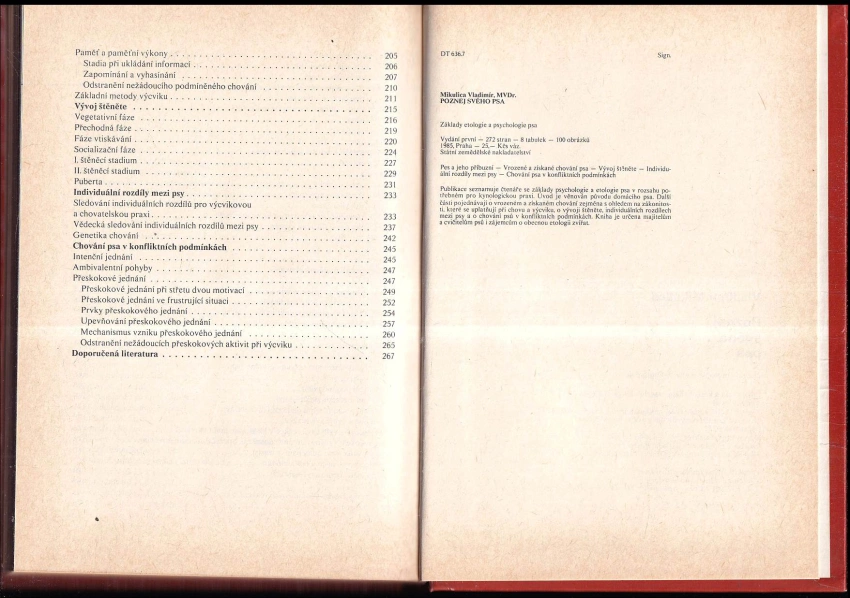 Paměť a paměťní výkony . . . . . . . . . . . . . . . . . . . . . . . . . . 205
Stadia při ukládání informací . . . . . . . . . . . . . . . . . . . . . . . 206
Zapomínání a vyhasínání . . . . . . . . . . . . . . . . . . . . . . . . . 207
Odstranění nežádoucího podmíněného chování . . . . . . . . . . . . 210
Základní metody výcviku . . . . . . . . . . . . . . . . . . . . . . . . . . 211
Vývoj štěněte . . . . . . . . . . . . . . . . . . . . . . . . . . . . . . . 215
Vegetativní fáze . . . . . . . . . . . . . . . . . . . . . . . . . . . . . . 216
Přechodná fáze . . . . . . . . . . . . . . . . . . . . . . . . . . . . . . 219
Fáze vtiskávání . . . . . . . . . . . . . . . . . . . . . . . . . . . . . . 220
Socializační fáze . . . . . . . . . . . . . . . . . . . . . . . . . . . . . 224
I. štěněcí stadium . . . . . . . . . . . . . . . . . . . . . . . . . . . . . 227
II. štěněcí stadium . . . . . . . . . . . . . . . . . . . . . . . . . . . . 229
Puberta . . . . . . . . . . . . . . . . . . . . . . . . . . . . . . . . . . 231
Individuální rozdíly mezi psy . . . . . . . . . . . . . . . . . . . . . . . 233
Sledování individuálních rozdílů pro výcvikovou
a chovatelskou praxi . . . . . . . . . . . . . . . . . . . . . . . . . . . 233
Vědecká sledování individuálních rozdílů mezi psy . . . . . . . . . . . 237
Genetika chování . . . . . . . . . . . . . . . . . . . . . . . . . . . . . 242
Chování psa v konfliktních podmínkách . . . . . . . . . . . . . . . . . 245
Intenční jednání . . . . . . . . . . . . . . . . . . . . . . . . . . . . . . 245
Ambivalentní pohyby . . . . . . . . . . . . . . . . . . . . . . . . . . . 247
Přeskokové jednání . . . . . . . . . . . . . . . . . . . . . . . . . . . . 247
Přeskokové jednání při střetu dvou motivací . . . . . . . . . . . . . . 249
Přeskokové jednání ve frustrující situaci . . . . . . . . . . . . . . . . 252
Prvky přeskokového jednání . . . . . . . . . . . . . . . . . . . . . . . 254
Upevňování přeskokového jednání . . . . . . . . . . . . . . . . . . . . 257
Mechanismus vzniku přeskokového jednání . . . . . . . . . . . . . . . 260
Odstranění nežádoucích přeskokových aktivit při výcviku . . . . . . . 265
Doporučená literatura . . . . . . . . . . . . . . . . . . . . . . . . . . . 267
DT 636.7 Sign.
Mikulica Vladimír, MVDr.
POZNEJ SVÉHO PSA
Základy etologie a psychologie psa
Vydání první — 272 stran — 8 tabulek — 100 obrázků
1985, Praha — 25,— Kčs váz.
Státní zemědělské nakladatelství
Pes a jeho příbuzní — Vrozené a získané chování psa — Vývoj štěněte — Individu-
ální rozdíly mezi psy — Chování psa v konfliktních podmínkách
Publikace seznamuje čtenáře se základy psychologie a etologie psa v rozsahu po-
třebném pro kynologickou praxi. Úvod je věnován původu domácího psa. Další
části pojednávají o vrozeném a získaném chování zejména s ohledem na zákonitos-
ti, které se uplatňují při chovu a výcviku, o vývoji štěněte, individuálních rozdílech
mezi psy a o chování psů v konfliktních podmínkách. Kniha je určena majitelům
a cvičitelům psů i zájemcům o obecnou etologii zvířat.